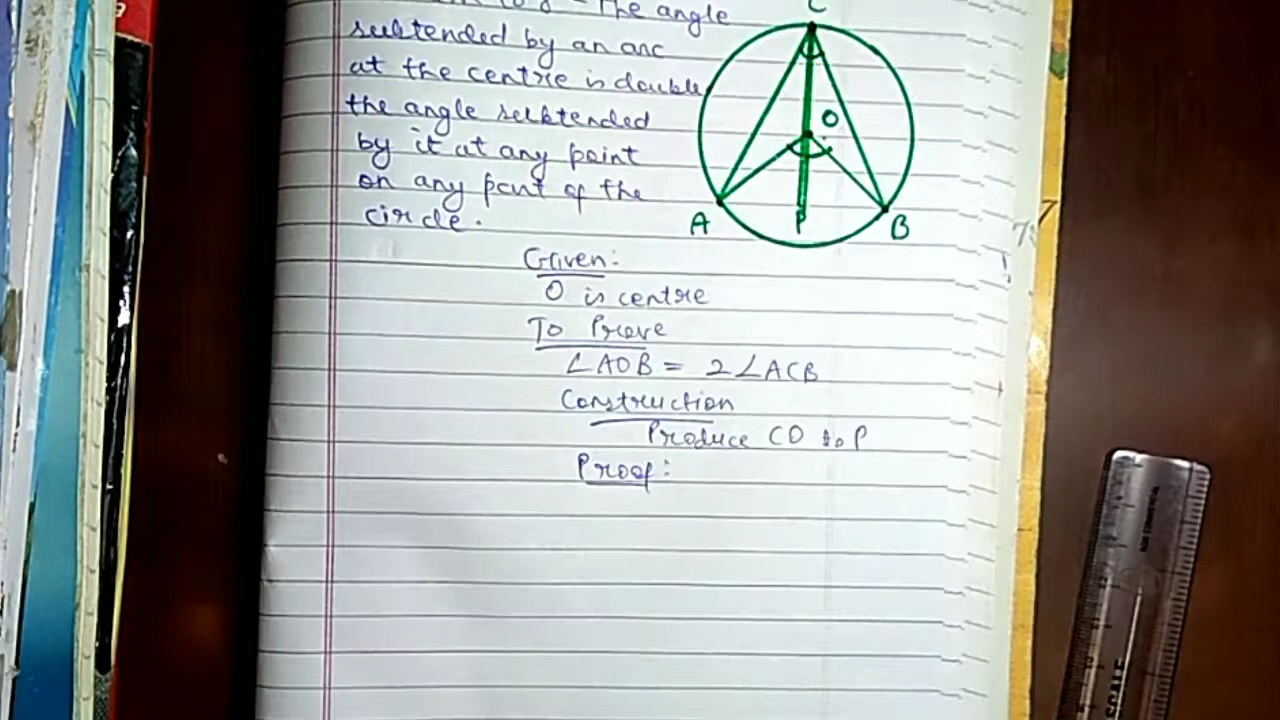 The angle
subtended by an arc
at the centre is double
the angle subtended
by it at any point
on any part of the
circle.
C
O
A
P
B
Given:
O is centre
To Prove
∠AOB = 2∠ACB
Construction
Produce CO to P
Proof:
SCALE